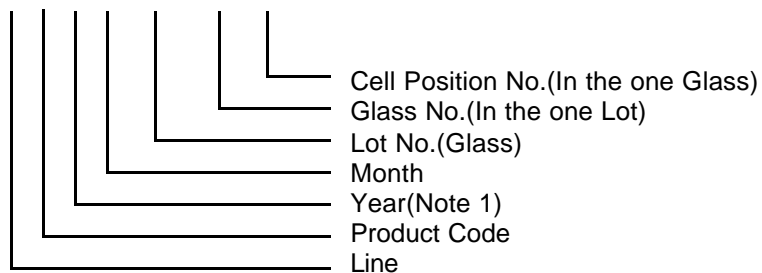 Cell Position No.(In the one Glass)
Glass No.(In the one Lot)
Lot No.(Glass)
Month
Year(Note 1)
Product Code
Line